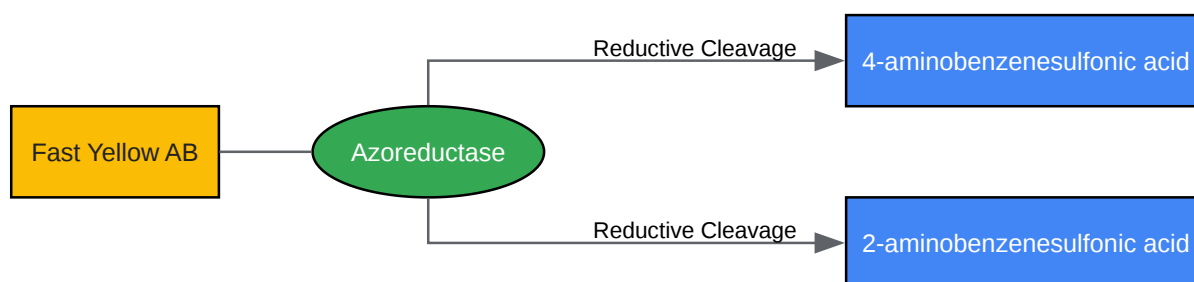 Fast Yellow AB
Azoreductase
Reductive Cleavage
4-aminobenzenesulfonic acid
Reductive Cleavage
2-aminobenzenesulfonic acid